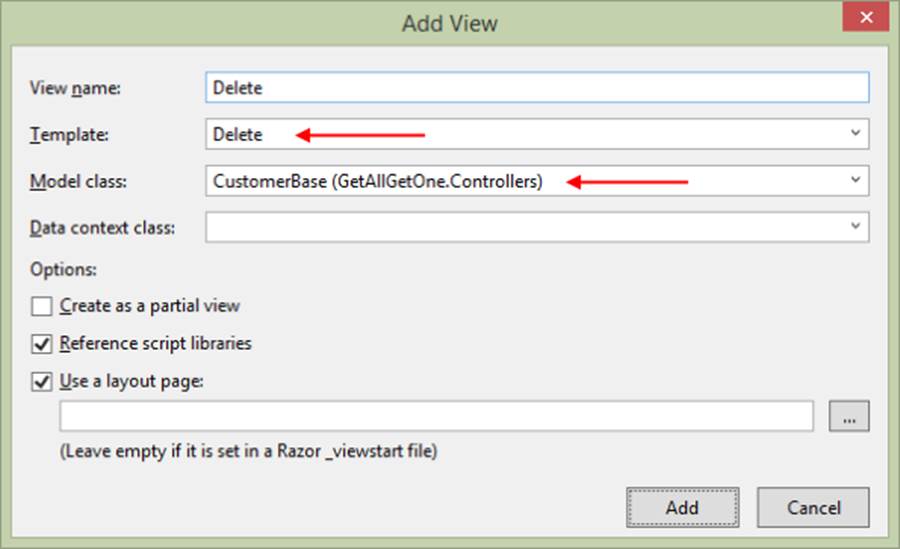 Add View
View name: Delete
Template: Delete
Model class: CustomerBase (GetAllGetOne.Controllers)
Data context class:
Options:
Create as a partial view
Reference script libraries
Use a layout page:
...
(Leave empty if it is set in a Razor _viewstart file)
Add Cancel